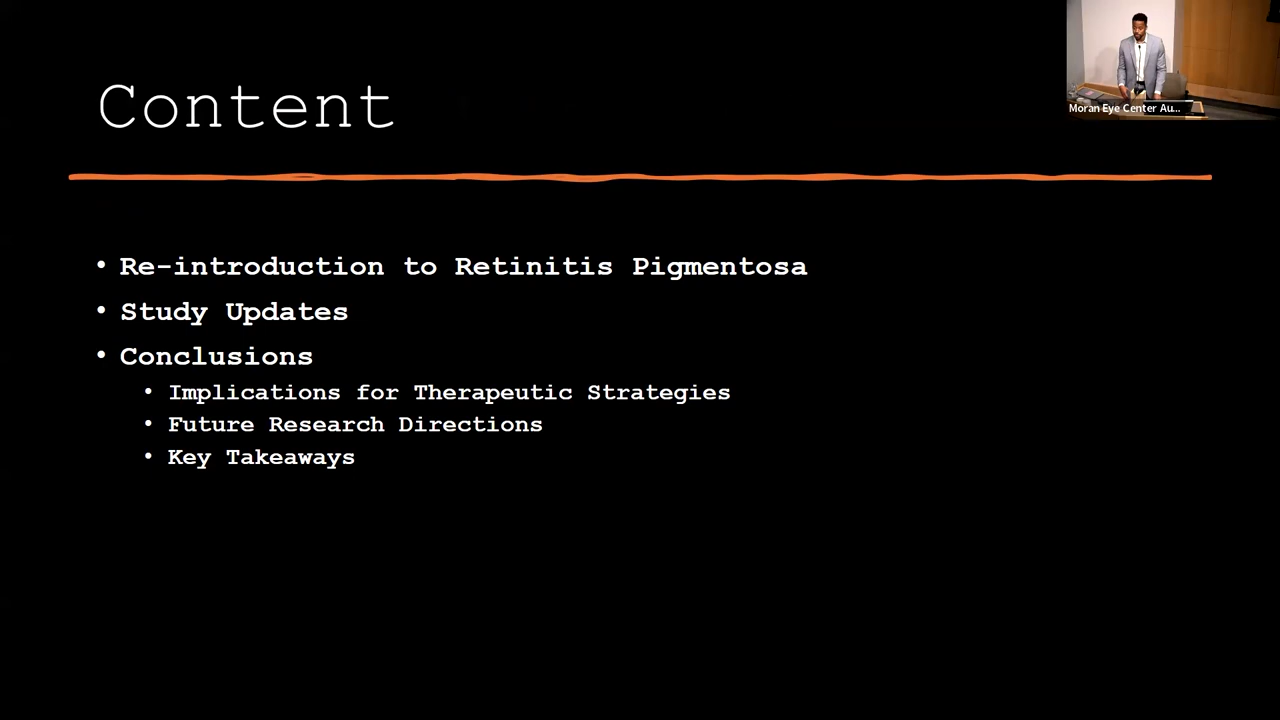 Content
Moran Eye Center Au...
• Re-introduction to Retinitis Pigmentosa
• Study Updates
• Conclusions
• Implications for Therapeutic Strategies
• Future Research Directions
• Key Takeaways